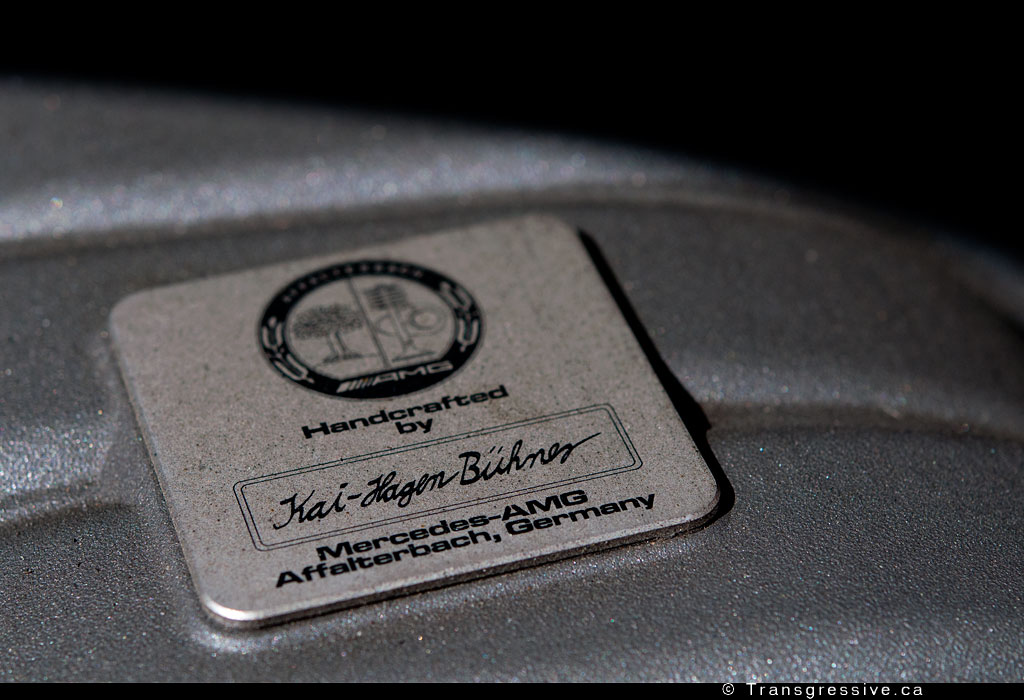 AMG
Handcrafted
by
Kai-Hagen Bühner
Mercedes-AMG
Affalterbach, Germany
© Transgressive.ca